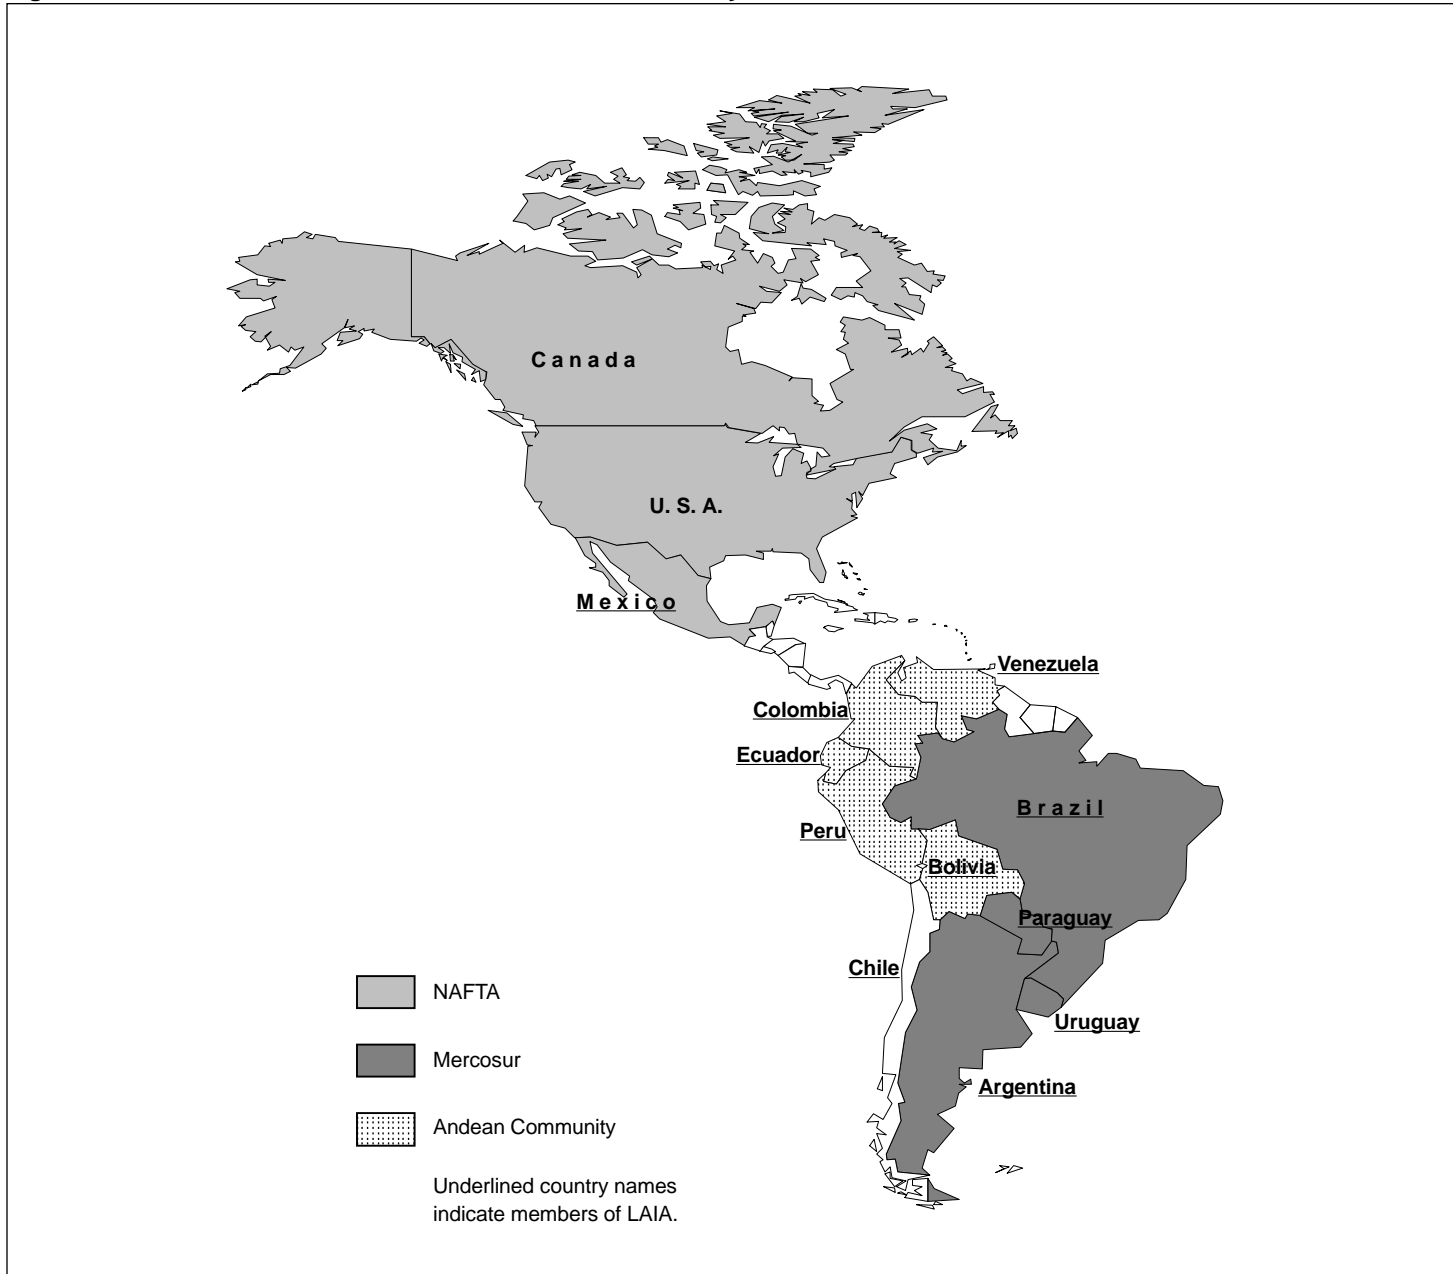 Canada
U. S. A.
Mexico
Venezuela
Colombia
Ecuador
Brazil
Peru
Bolivia
Paraguay
Chile
Uruguay
Argentina
NAFTA
Mercosur
Andean Community
Underlined country names
indicate members of LAIA.